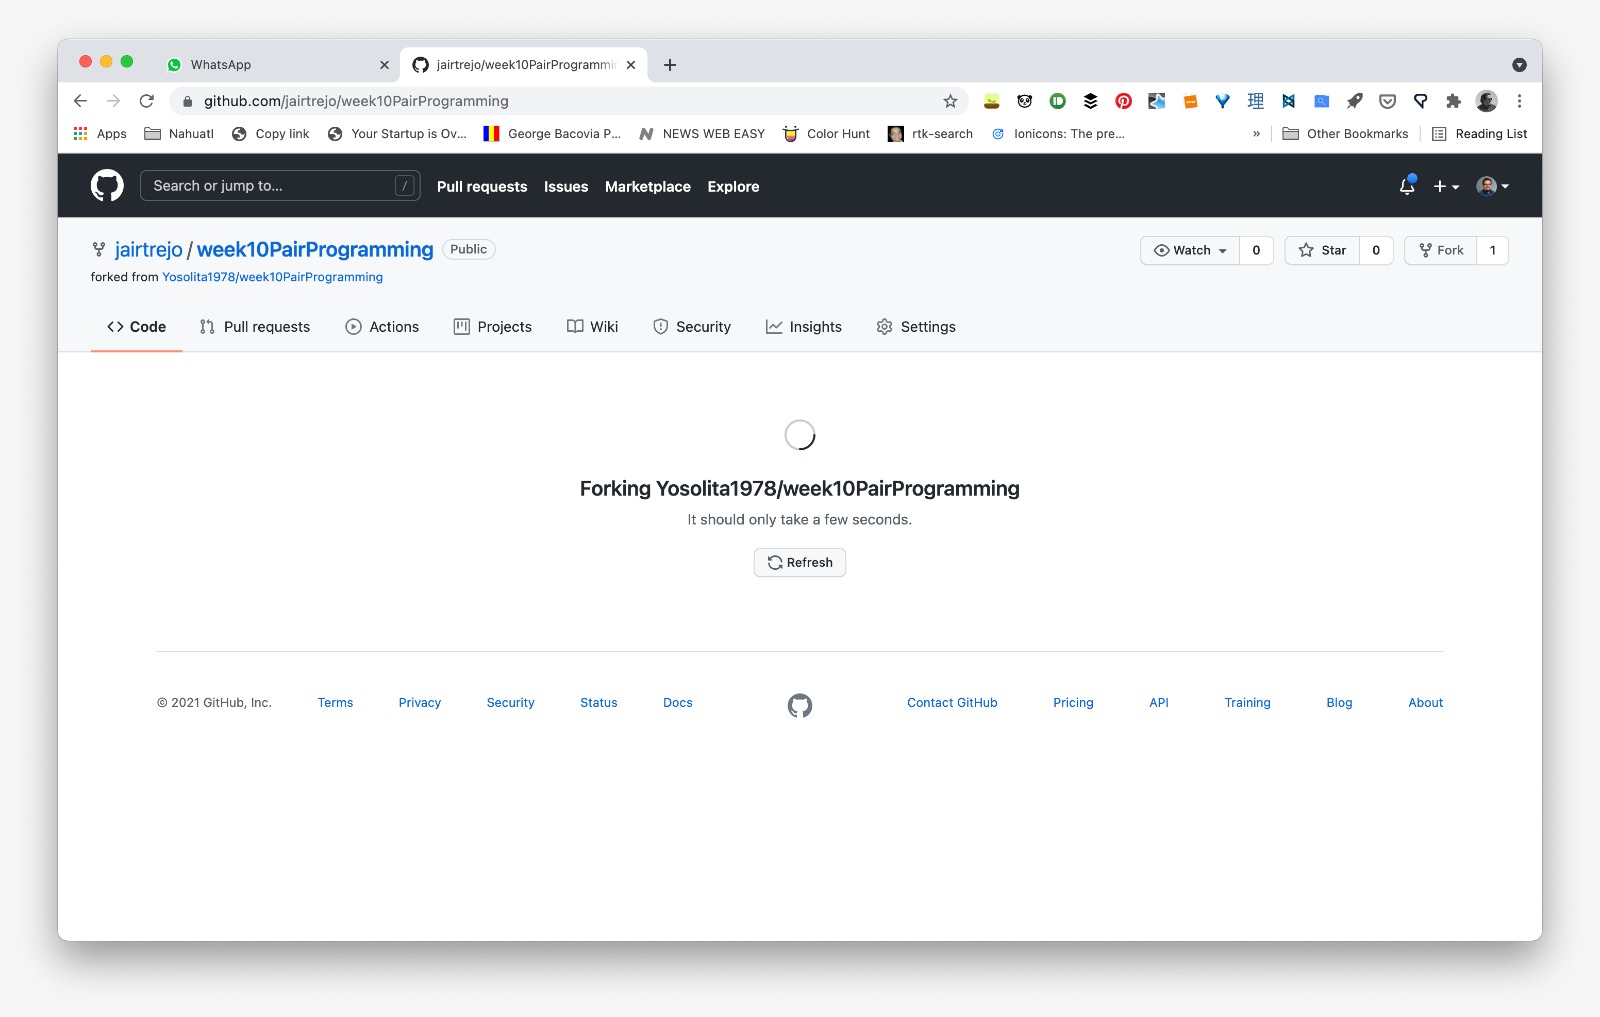 WhatsApp
jairtrejo/week10PairProgrammin
github.com/jairtrejo/week10PairProgramming
理
Apps Nahuatl Copy link Your Startup is Ov... George Bacovia P... NEWS WEB EASY Color Hunt rtk-search Ionicons: The pre... » Other Bookmarks Reading List
Search or jump to... / Pull requests Issues Marketplace Explore
jairtrejo / week10PairProgramming Public Watch 0 Star 0 Fork 1
forked from Yosolita1978/week10PairProgramming
Code Pull requests Actions Projects Wiki Security Insights Settings
Forking Yosolita1978/week10PairProgramming
It should only take a few seconds.
Refresh
© 2021 GitHub, Inc. Terms Privacy Security Status Docs Contact GitHub Pricing API Training Blog About